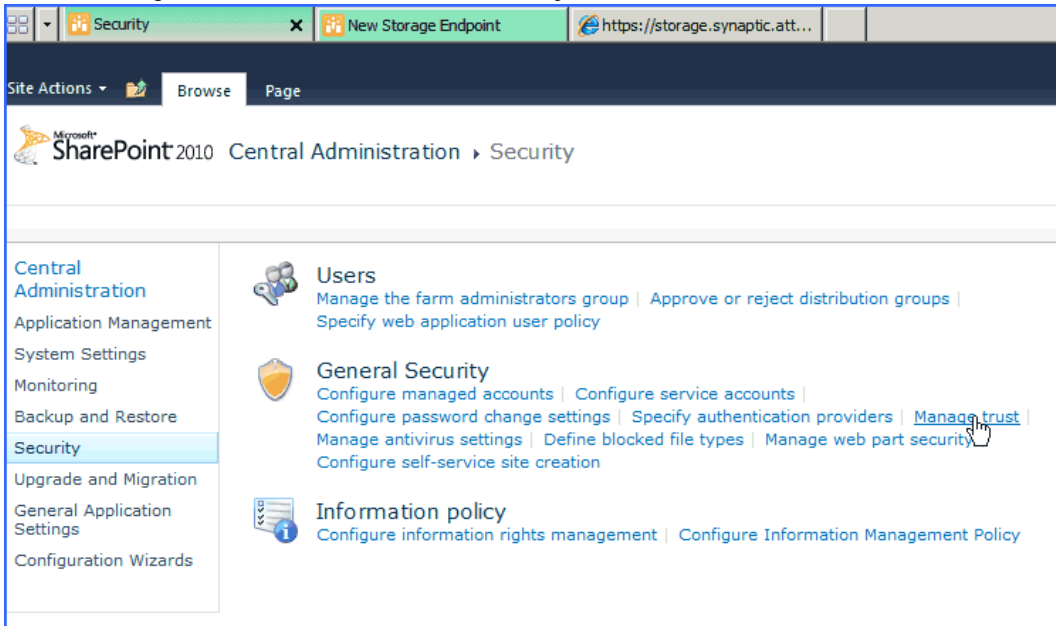 Security
New Storage Endpoint
https://storage.synaptic.att...
Site Actions
Browse
Page
Microsoft
SharePoint 2010
Central Administration
Security
Central
Administration
Application Management
System Settings
Monitoring
Backup and Restore
Security
Upgrade and Migration
General Application
Settings
Configuration Wizards
Users
Manage the farm administrators group | Approve or reject distribution groups |
Specify web application user policy
General Security
Configure managed accounts | Configure service accounts |
Configure password change settings | Specify authentication providers | Manage trust |
Manage antivirus settings | Define blocked file types | Manage web part security
Configure self-service site creation
Information policy
Configure information rights management | Configure Information Management Policy